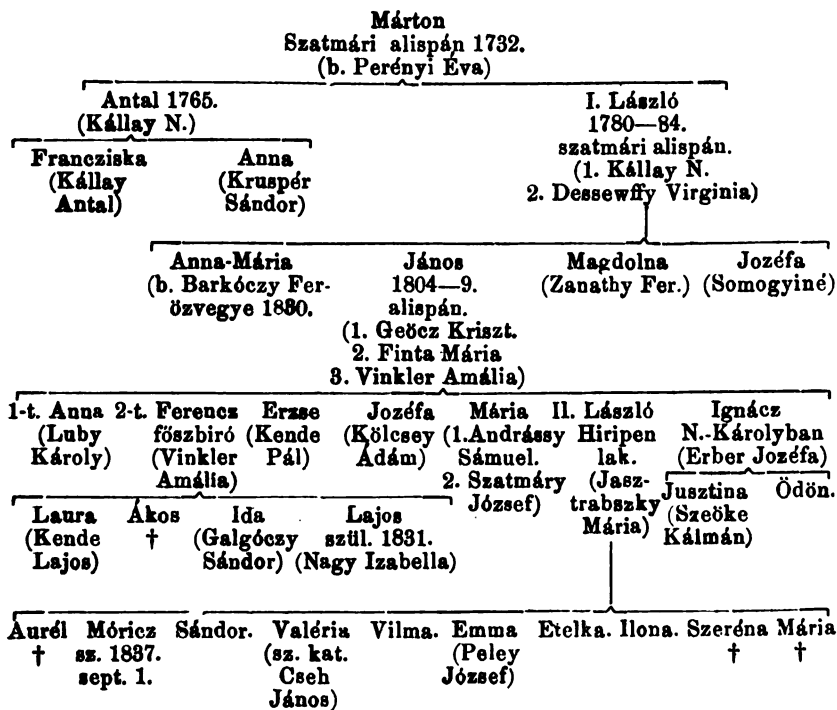 Márton
Szatmári alispán 1732.
(b. Perényi Éva)
Antal 1765. I. László
(Kállay N.) 1780—84.
szatmári alispán.
Francziska Anna (1. Kállay N.
(Kállay (Kruspér 2. Dessewffy Virginia)
Antal) Sándor)
Anna-Mária János Magdolna Jozéfa
(b. Barkóczy Fer- 1804—9. (Zanathy Fer.) (Somogyiné)
özvegye 1830. alispán.
(1. Geöcz Kriszt.
2. Finta Mária
3. Vinkler Amália)
1-t. Anna 2-t. Ferencz Erzse Jozéfa Mária II. László Ignácz
(Luby főszbiró (Kende (Kölcsey (1.Andrássy Hiripen N.-Károlyban
Károly) (Vinkler Pál) Ádám) Sámuel. lak. (Erber Jozéfa)
Amália) 2. Szatmáry (Jasz- Jusztina Ödön.
József) trabszky (Szeöke
Mária) Kálmán)
Laura Ákos Ida Lajos
(Kende † (Galgóczy szül. 1831.
Lajos) Sándor) (Nagy Izabella)
Aurél Móricz Sándor. Valéria Vilma. Emma Etelka. Ilona. Szeréna Mária
† sz. 1837. (sz. kat. (Peley † †
sept. 1. Cseh József)
János)